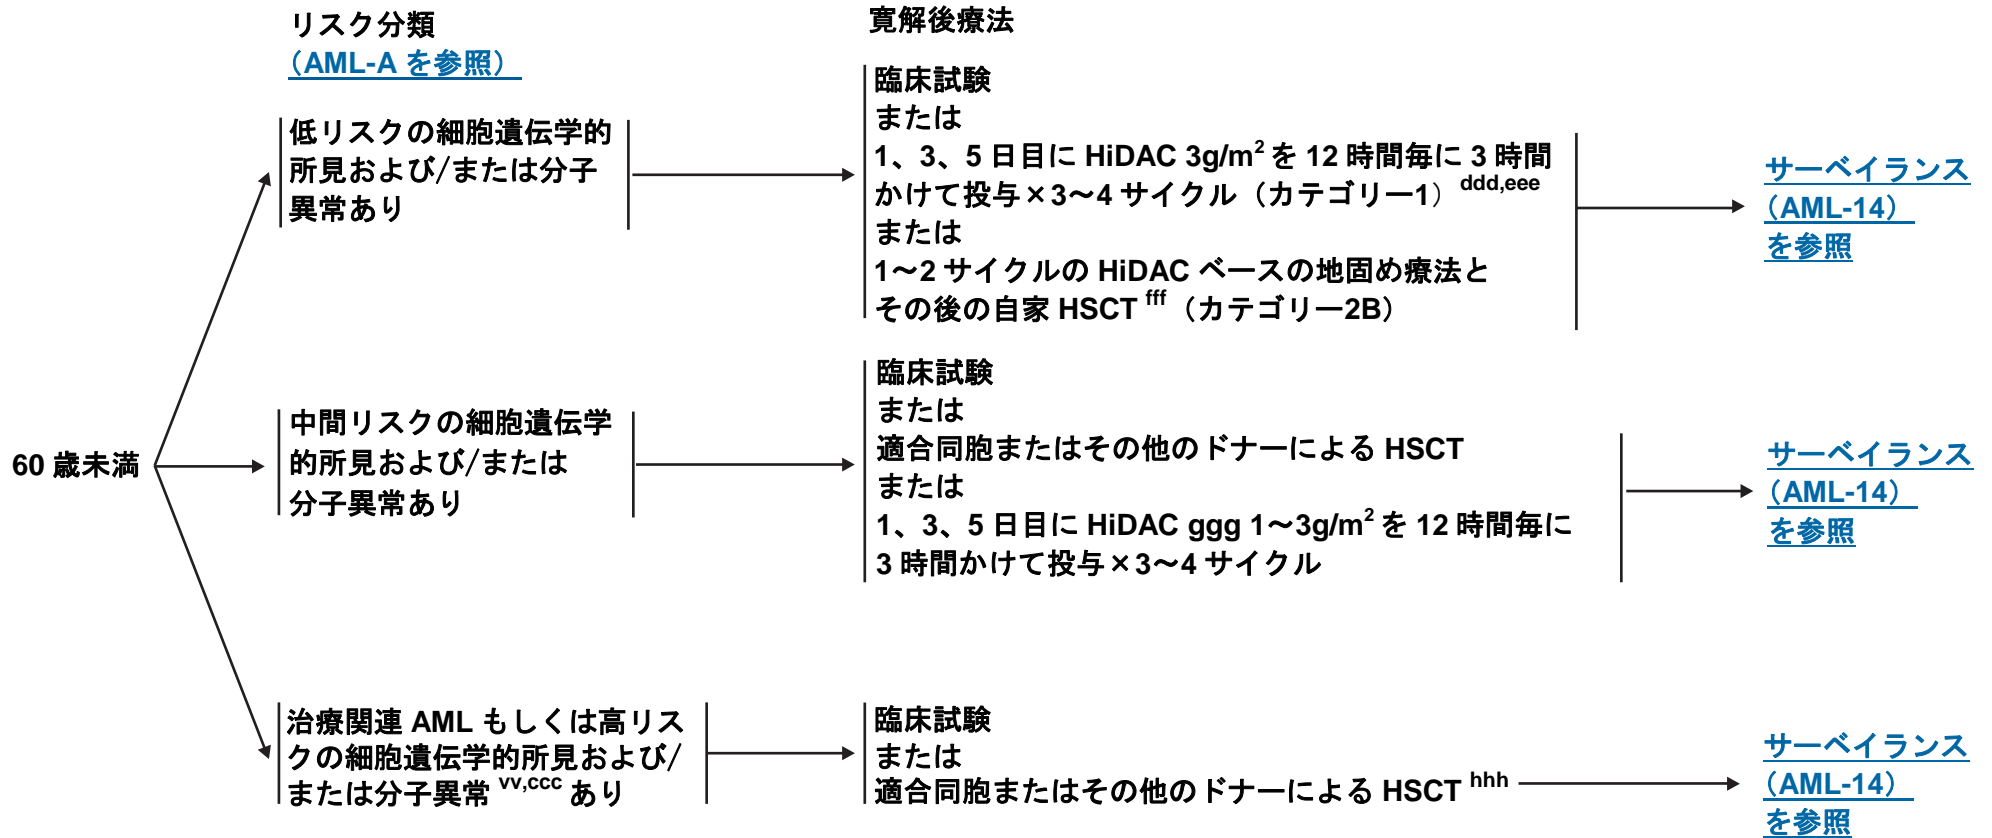 リスク分類
（AML-A を参照）
寛解後療法
60 歳未満
低リスクの細胞遺伝学的
所見および/または分子
異常あり
臨床試験
または
1、3、5 日目に HiDAC 3g/m² を 12 時間毎に 3 時間
かけて投与×3～4 サイクル（カテゴリー1） ddd,eee
または
1～2 サイクルの HiDAC ベースの地固め療法と
その後の自家 HSCT fff（カテゴリー2B）
サーベイランス
（AML-14）
を参照
中間リスクの細胞遺伝学
的所見および/または
分子異常あり
臨床試験
または
適合同胞またはその他のドナーによる HSCT
または
1、3、5 日目に HiDAC ggg 1～3g/m² を 12 時間毎に
3 時間かけて投与×3～4 サイクル
サーベイランス
（AML-14）
を参照
治療関連 AML もしくは高リス
クの細胞遺伝学的所見および/
または分子異常 vv,ccc あり
臨床試験
または
適合同胞またはその他のドナーによる HSCT hhh
サーベイランス
（AML-14）
を参照